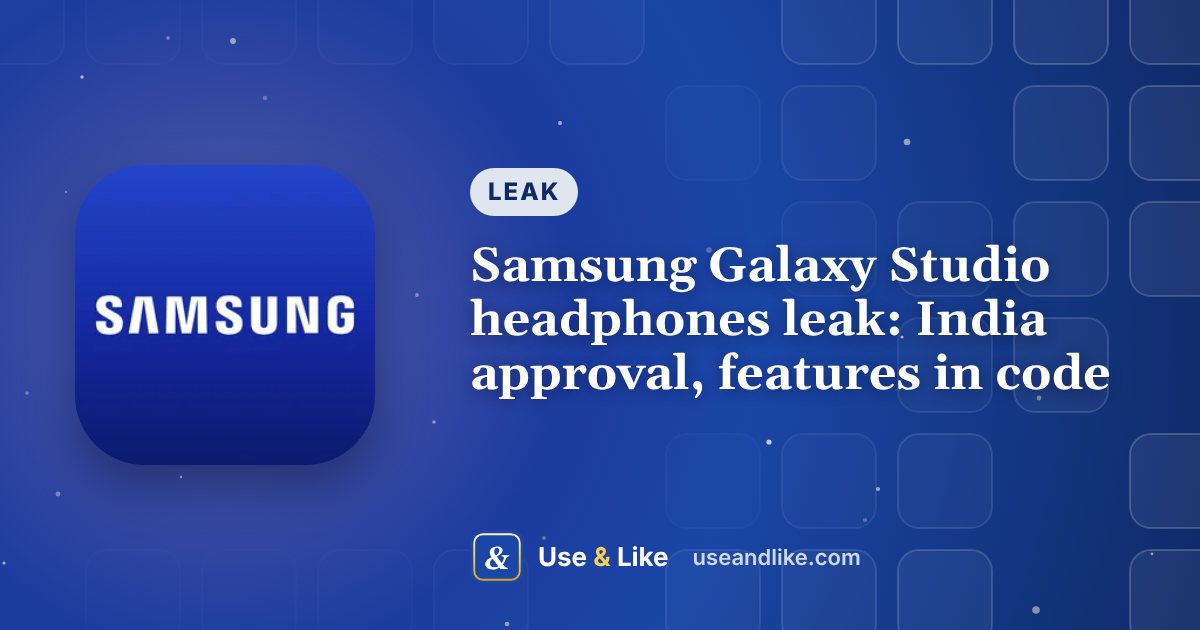 SAMSUNG
LEAK
Samsung Galaxy Studio
headphones leak: India
approval, features in code
& Use & Like useandlike.com